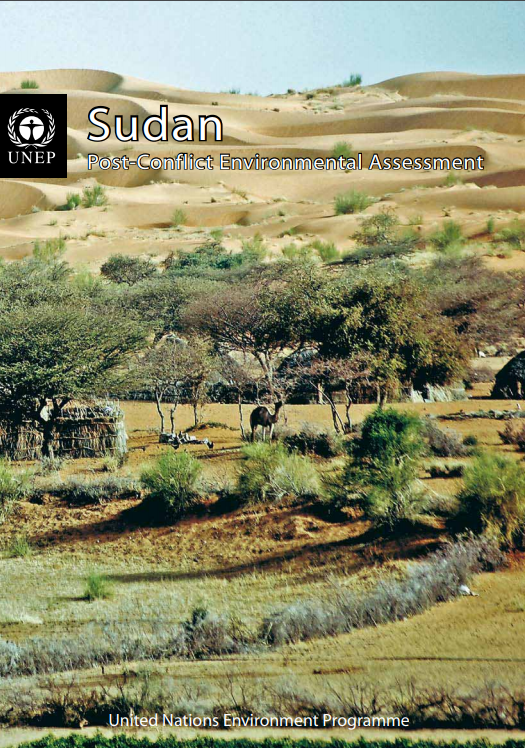 UNEP
Sudan
Post-Conflict Environmental Assessment
United Nations Environment Programme